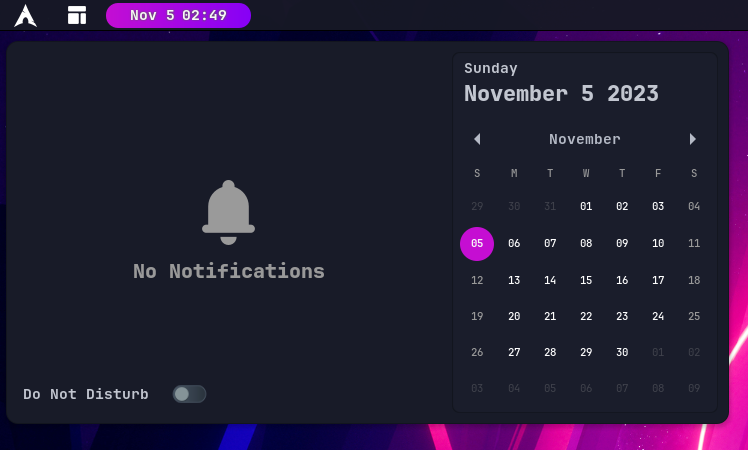 Nov 5 02:49
No Notifications
Do Not Disturb
Sunday
November 5 2023
November
S M T W T F S
29 30 31 01 02 03 04
05 06 07 08 09 10 11
12 13 14 15 16 17 18
19 20 21 22 23 24 25
26 27 28 29 30 01 02
03 04 05 06 07 08 09